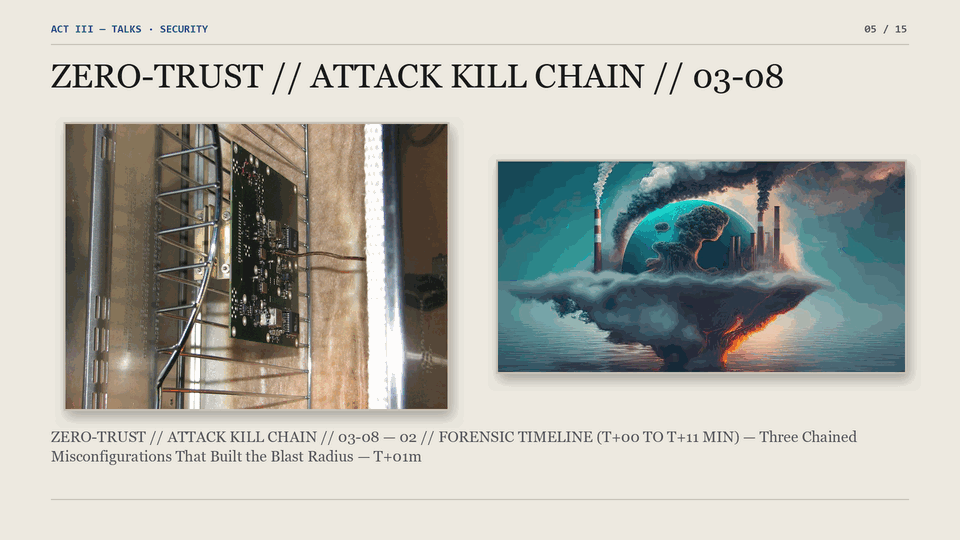 ACT III — TALKS · SECURITY
05 / 15
ZERO-TRUST // ATTACK KILL CHAIN // 03-08
ZERO-TRUST // ATTACK KILL CHAIN // 03-08 — 02 // FORENSIC TIMELINE (T+00 TO T+11 MIN) — Three Chained
Misconfigurations That Built the Blast Radius — T+01m